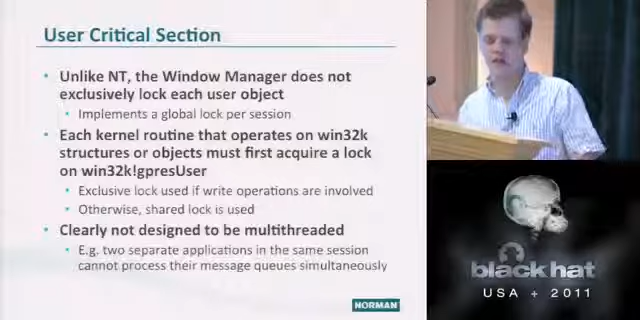 User Critical Section
• Unlike NT, the Window Manager does not
exclusively lock each user object
• Implements a global lock per session
• Each kernel routine that operates on win32k
structures or objects must first acquire a lock
on win32k!gpresUser
• Exclusive lock used if write operations are involved
• Otherwise, shared lock is used
• Clearly not designed to be multithreaded
• E.g. two separate applications in the same session
cannot process their message queues simultaneously
NORMAN
black hat
USA + 2011